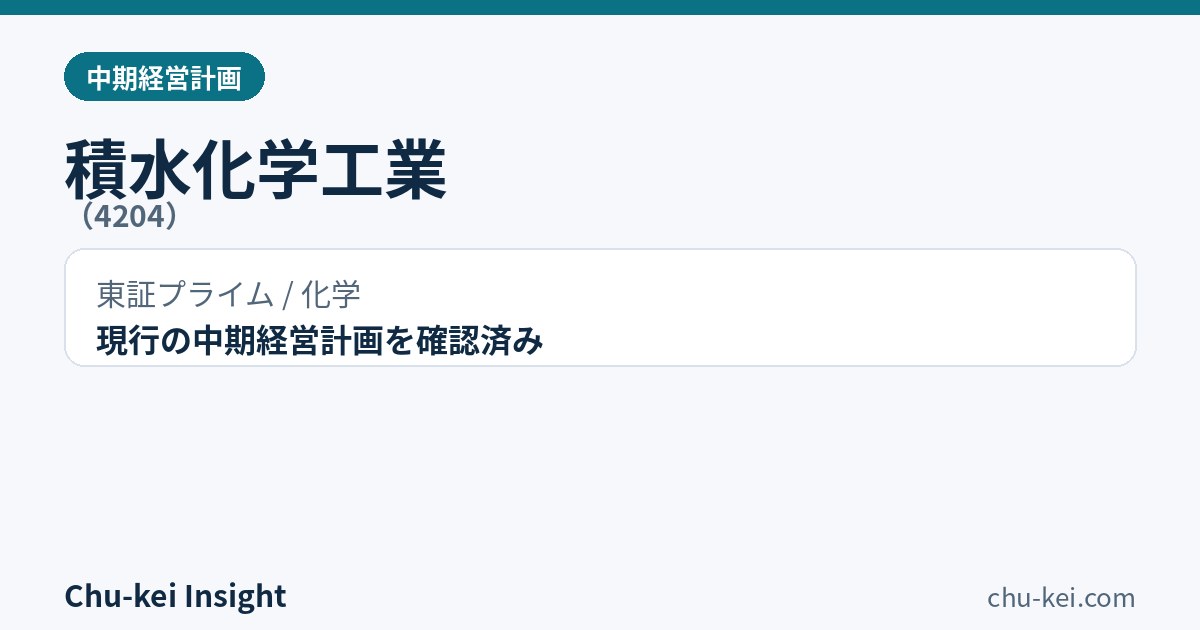 中期経営計画
積水化学工業
（4204）
東証プライム / 化学
現行の中期経営計画を確認済み
Chu-kei Insight
chu-kei.com